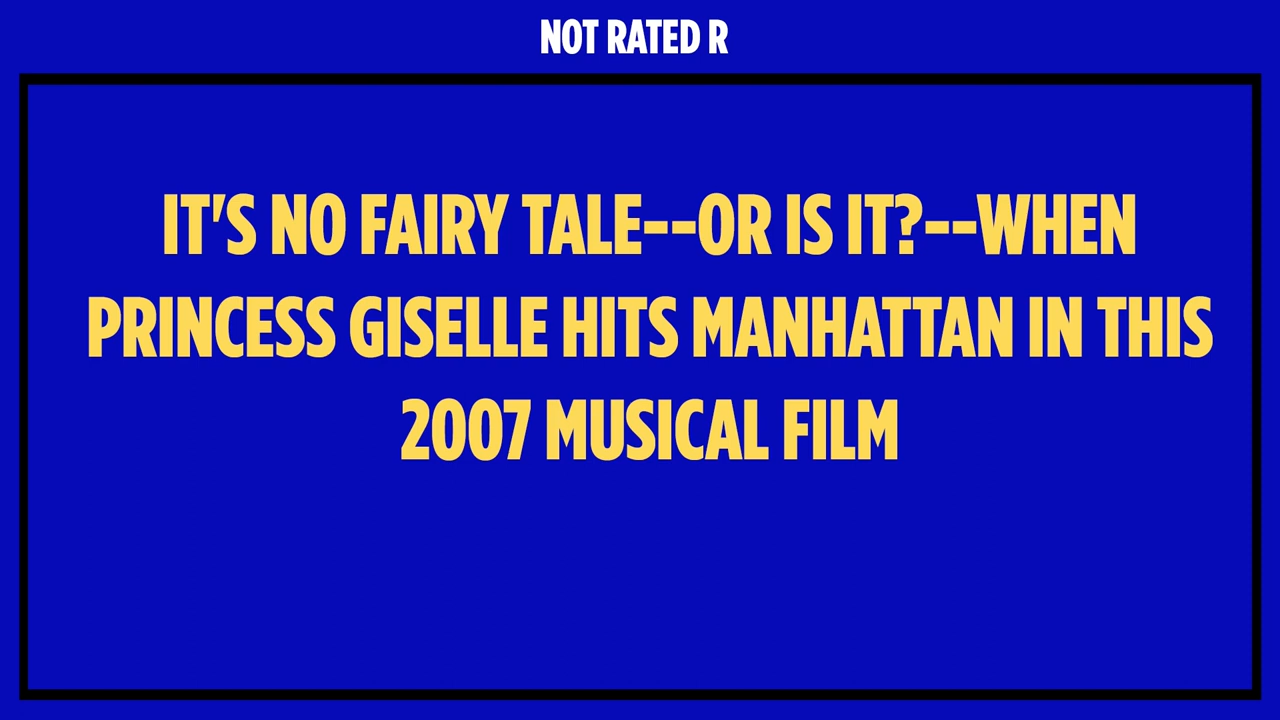 NOT RATED R
IT'S NO FAIRY TALE--OR IS IT?--WHEN
PRINCESS GISELLE HITS MANHATTAN IN THIS
2007 MUSICAL FILM